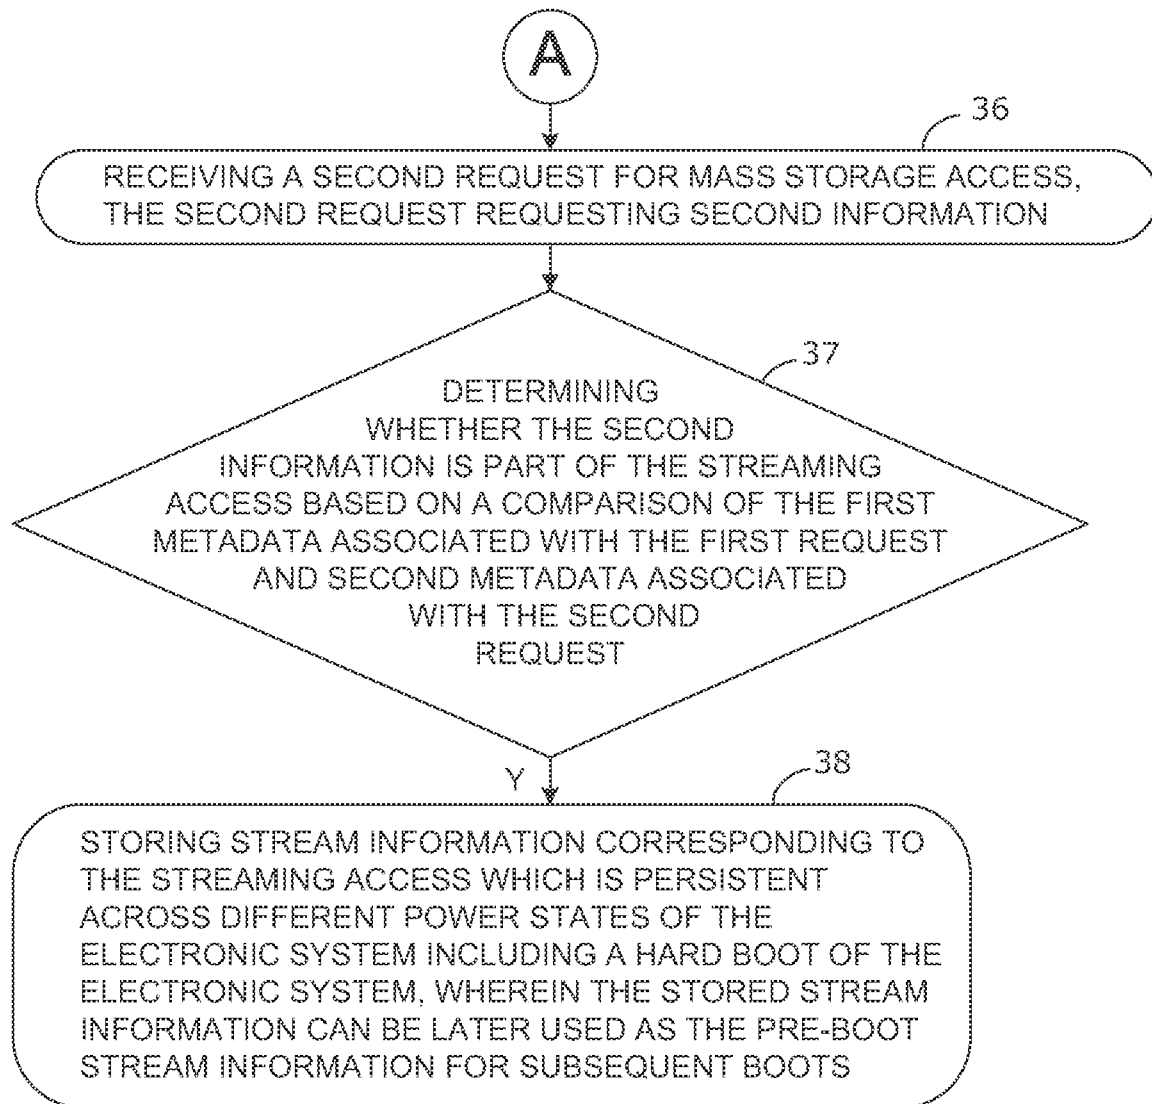 A
36
RECEIVING A SECOND REQUEST FOR MASS STORAGE ACCESS,
THE SECOND REQUEST REQUESTING SECOND INFORMATION
37
DETERMINING
WHETHER THE SECOND
INFORMATION IS PART OF THE STREAMING
ACCESS BASED ON A COMPARISON OF THE FIRST
METADATA ASSOCIATED WITH THE FIRST REQUEST
AND SECOND METADATA ASSOCIATED
WITH THE SECOND
REQUEST
Y
38
STORING STREAM INFORMATION CORRESPONDING TO
THE STREAMING ACCESS WHICH IS PERSISTENT
ACROSS DIFFERENT POWER STATES OF THE
ELECTRONIC SYSTEM INCLUDING A HARD BOOT OF THE
ELECTRONIC SYSTEM, WHEREIN THE STORED STREAM
INFORMATION CAN BE LATER USED AS THE PRE-BOOT
STREAM INFORMATION FOR SUBSEQUENT BOOTS